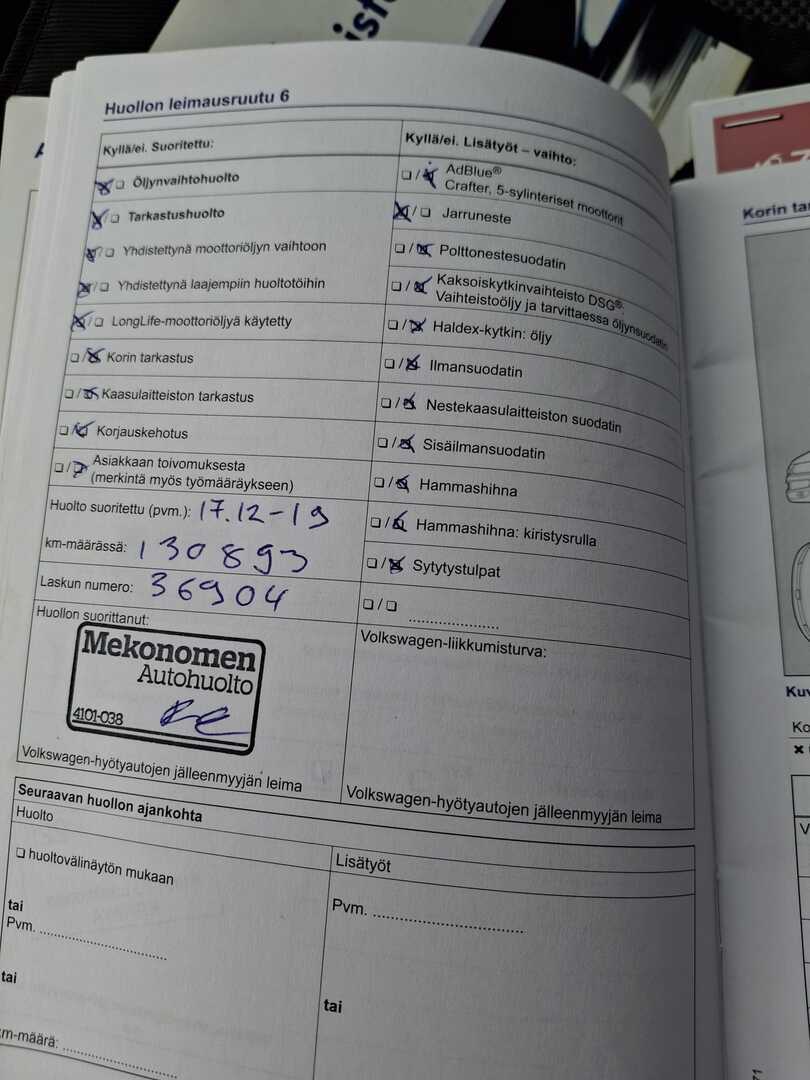 Huollon leimausruutu 6
Kyllä/ei. Suoritettu:
☒/☐ Öljynvaihtohuolto
☒/☐ Tarkastushuolto
☒/☐ Yhdistettynä moottoriöljyn vaihtoon
☒/☐ Yhdistettynä laajempiin huoltotöihin
☒/☐ LongLife-moottoriöljyä käytetty
☐/☒ Korin tarkastus
☐/☒ Kaasulaitteiston tarkastus
☐/☒ Korjauskehotus
☐/☒ Asiakkaan toivomuksesta
(merkintä myös työmääräykseen)
Huolto suoritettu (pvm.): 17.12-19
km-määrässä: 130893
Laskun numero: 36904
Huollon suorittanut:
Mekonomen
Autohuolto
4101-038
Volkswagen-hyötyautojen jälleenmyyjän leima
Kyllä/ei. Lisätyöt – vaihto:
☐/☒ AdBlue®
Crafter, 5-sylinteriset moottorit
☒/☐ Jarruneste
☐/☒ Polttonestesuodatin
☐/☒ Kaksoiskytkinvaihteisto DSG®:
Vaihteistoöljy ja tarvittaessa öljynsuodatin
☐/☒ Haldex-kytkin: öljy
☐/☒ Ilmansuodatin
☐/☒ Nestekaasulaitteiston suodatin
☐/☒ Sisäilmansuodatin
☐/☒ Hammashihna
☐/☒ Hammashihna: kiristysrulla
☐/☒ Sytytystulpat
☐/☐ ....................
Volkswagen-liikkumisturva:
Volkswagen-hyötyautojen jälleenmyyjän leima
Seuraavan huollon ajankohta
Huolto
☐ huoltovälinäytön mukaan
tai
Pvm. ..............................
tai
km-määrä: ..........................
Lisätyöt
Pvm. ..................................
tai
Korin tar
Kuv
Ko
71